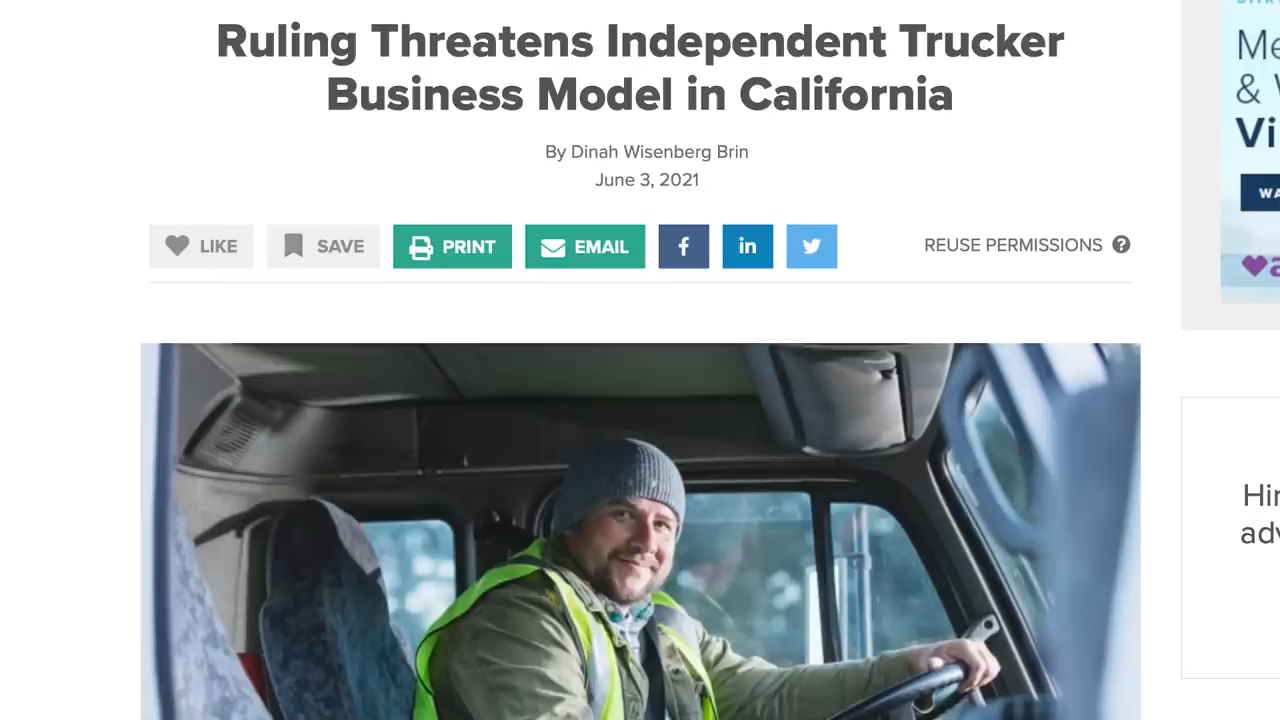 Ruling Threatens Independent Trucker
Business Model in California
By Dinah Wisenberg Brin
June 3, 2021
LIKE
SAVE
PRINT
EMAIL
f
in
REUSE PERMISSIONS ?
&